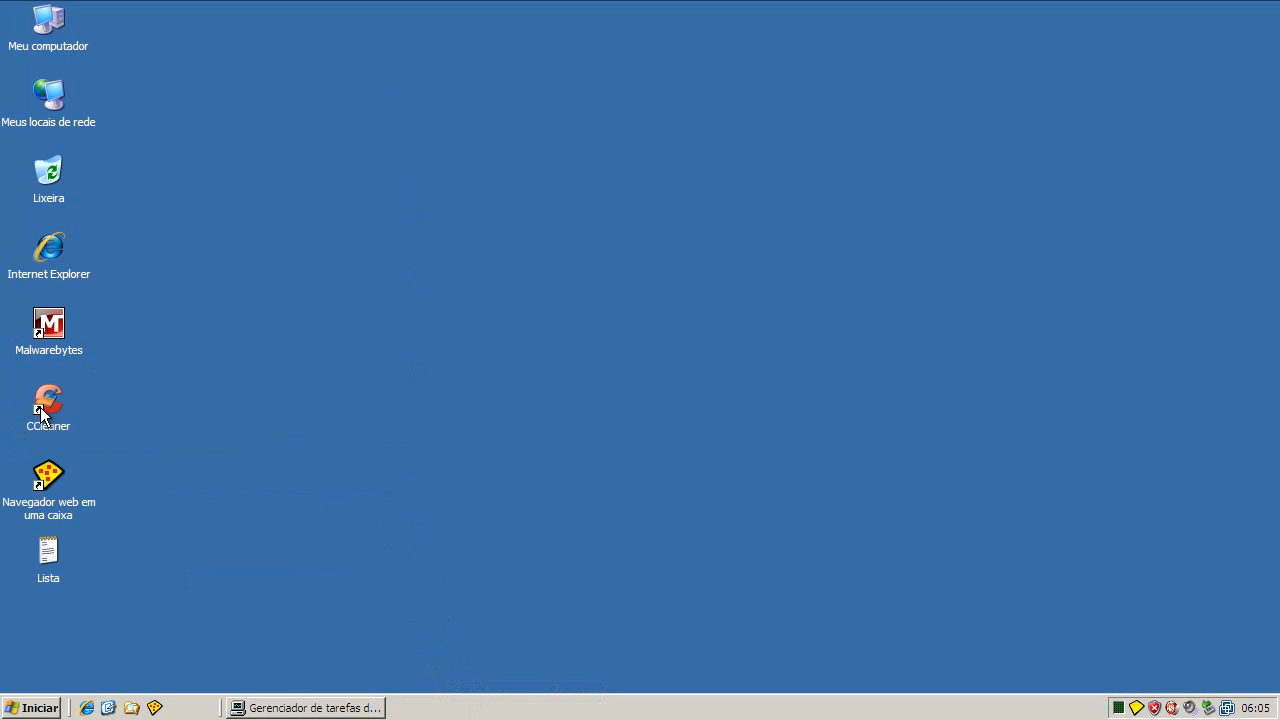 Meu computador
Meus locais de rede
Lixeira
Internet Explorer
Malwarebytes
CCleaner
Navegador web em
uma caixa
Lista
Iniciar
Gerenciador de tarefas d...
06:05